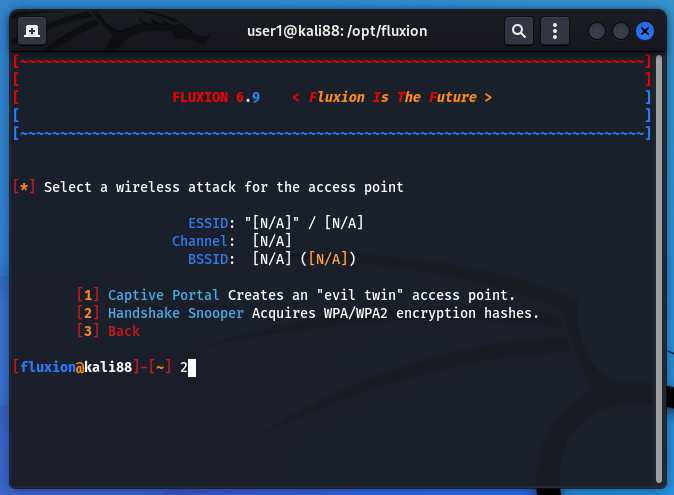 user1@kali88: /opt/fluxion
[~~~~~~~~~~~~~~~~~~~~~~~~~~~~~~~~~~~~~~~~~~~~~~~~~~~~~~~~~~~~~~~~~~~~~~~~~~~~~~]
[ ]
[ FLUXION 6.9 < Fluxion Is The Future > ]
[ ]
[~~~~~~~~~~~~~~~~~~~~~~~~~~~~~~~~~~~~~~~~~~~~~~~~~~~~~~~~~~~~~~~~~~~~~~~~~~~~~~]
[*] Select a wireless attack for the access point
ESSID: "[N/A]" / [N/A]
Channel: [N/A]
BSSID: [N/A] ([N/A])
[1] Captive Portal Creates an "evil twin" access point.
[2] Handshake Snooper Acquires WPA/WPA2 encryption hashes.
[3] Back
[fluxion@kali88]-[~] 2